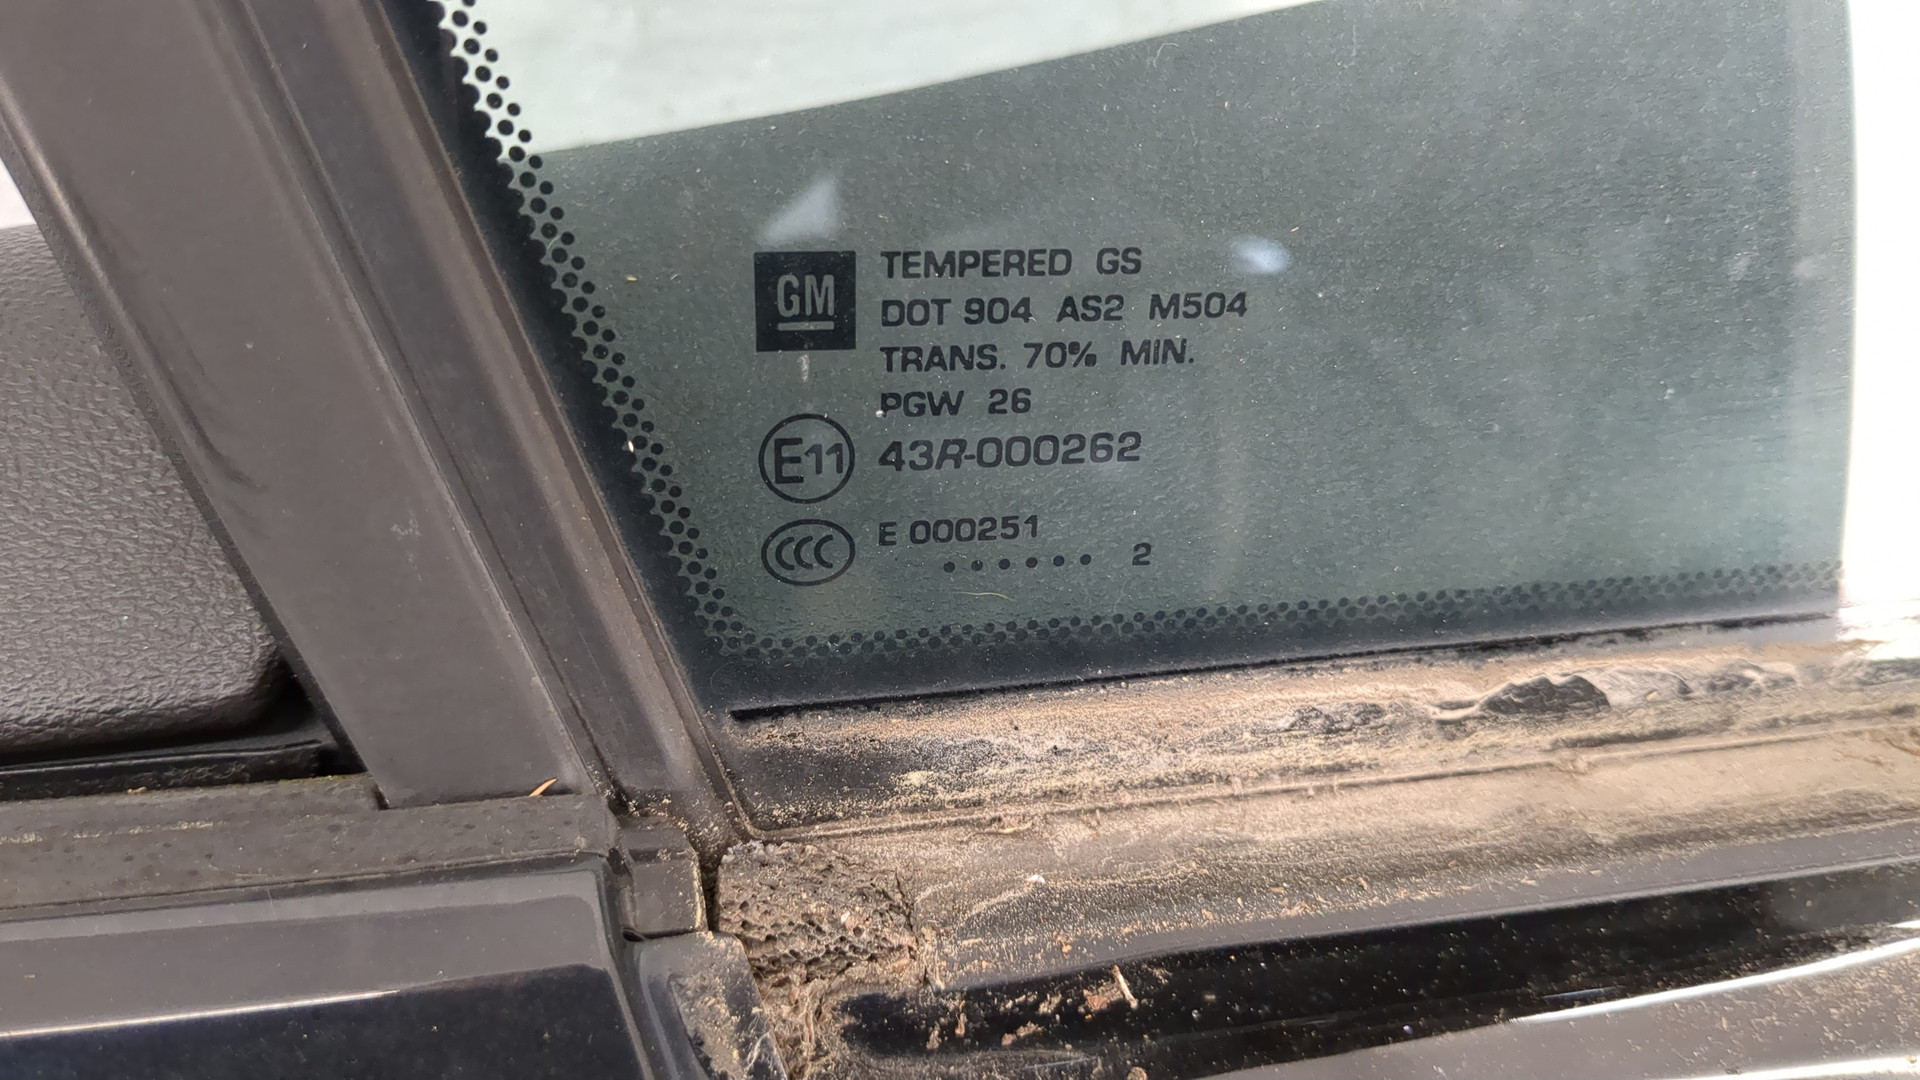 GM
TEMPERED GS
DOT 904 AS2 M504
TRANS. 70% MIN.
PGW 26
E11 43R-000262
CCC E 000251
...... 2